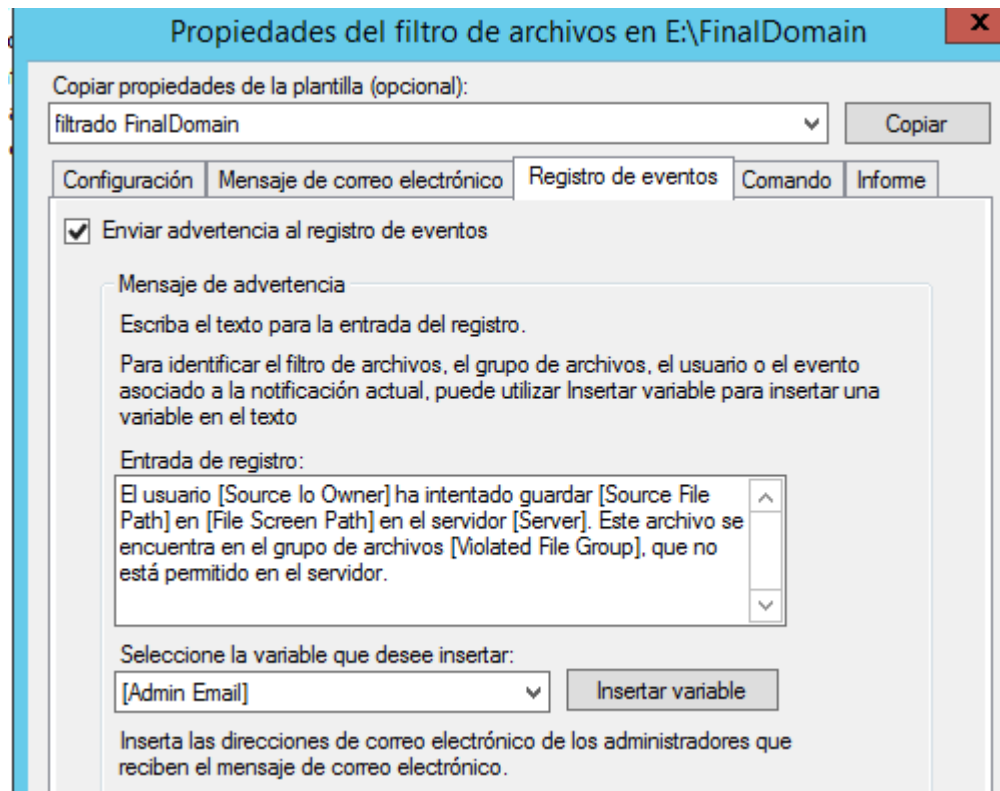 Propiedades del filtro de archivos en E:\FinalDomain
x
Copiar propiedades de la plantilla (opcional):
filtrado FinalDomain
Copiar
Configuración
Mensaje de correo electrónico
Registro de eventos
Comando
Informe
Enviar advertencia al registro de eventos
Mensaje de advertencia
Escriba el texto para la entrada del registro.
Para identificar el filtro de archivos, el grupo de archivos, el usuario o el evento
asociado a la notificación actual, puede utilizar Insertar variable para insertar una
variable en el texto
Entrada de registro:
El usuario [Source Io Owner] ha intentado guardar [Source File
Path] en [File Screen Path] en el servidor [Server]. Este archivo se
encuentra en el grupo de archivos [Violated File Group], que no
está permitido en el servidor.
Seleccione la variable que desee insertar:
[Admin Email]
Insertar variable
Inserta las direcciones de correo electrónico de los administradores que
reciben el mensaje de correo electrónico.